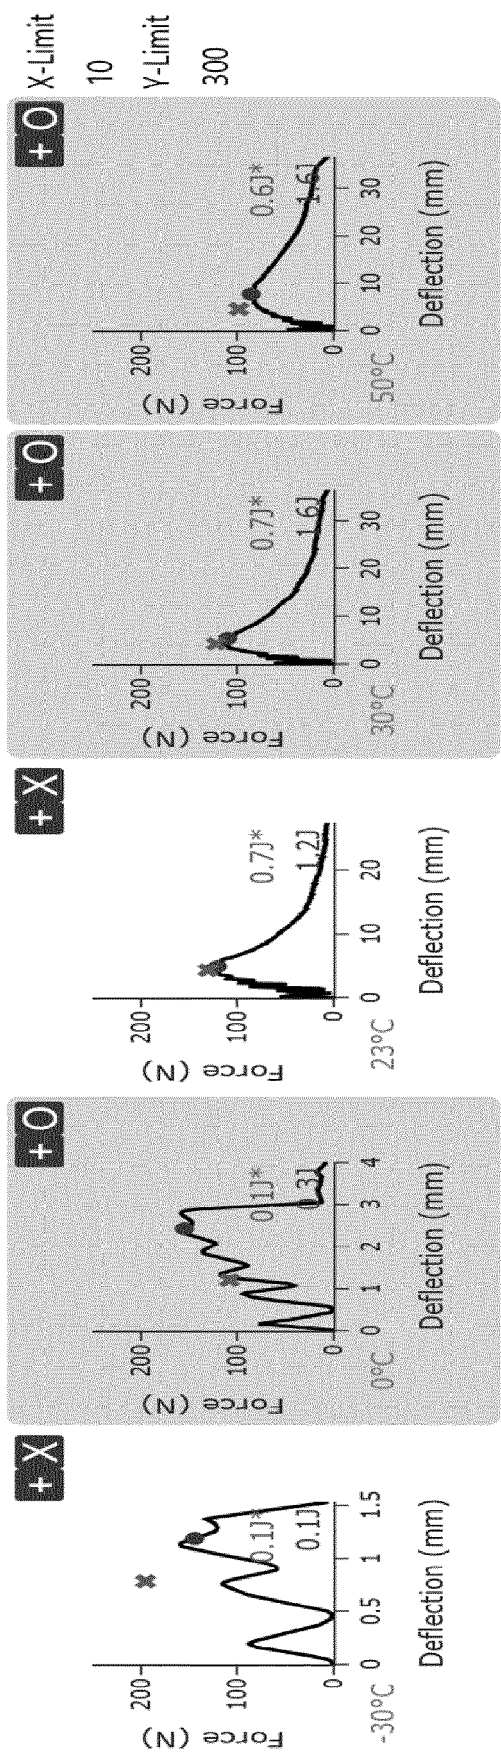 + X
200
100
0
Force (N)
0.1J*
0.1J
0
0.5
1
1.5
-30°C
Deflection (mm)
+ O
200
100
0
Force (N)
0.1J*
0.3J
0
1
2
3
4
0°C
Deflection (mm)
+ X
200
100
0
Force (N)
0.7J*
1.2J
0
10
20
23°C
Deflection (mm)
+ O
200
100
0
Force (N)
0.7J*
1.6J
0
10
20
30
30°C
Deflection (mm)
+ O
200
100
0
Force (N)
0.6J*
1.6J
0
10
20
30
50°C
Deflection (mm)
X-Limit
10
Y-Limit
300